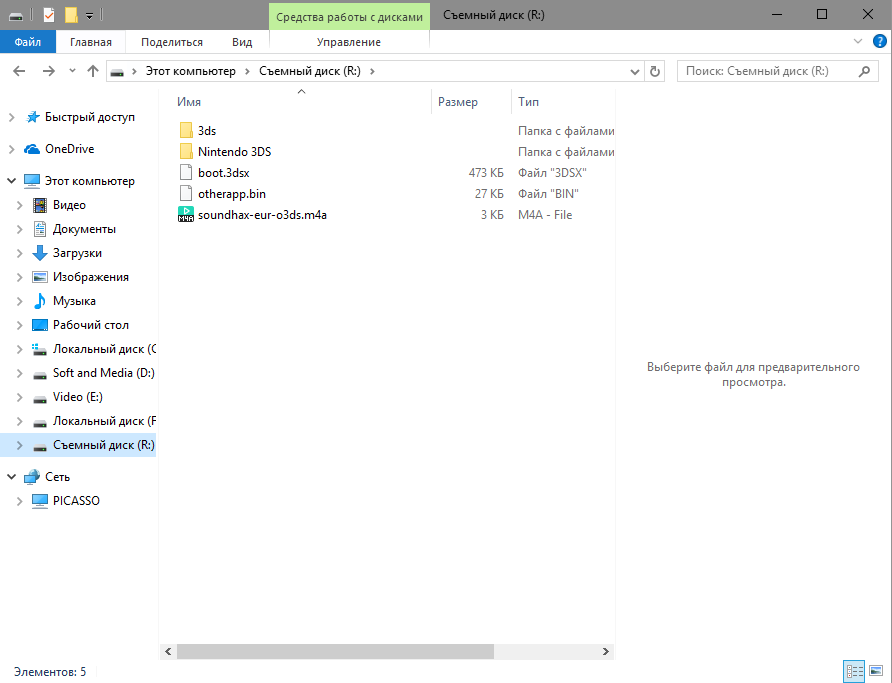 Средства работы с дисками
Съемный диск (R:)
Файл
Главная
Поделиться
Вид
Управление
?
Этот компьютер
Съемный диск (R:)
Поиск: Съемный диск (R:)
Имя
Размер
Тип
Быстрый доступ
OneDrive
Этот компьютер
Видео
Документы
Загрузки
Изображения
Музыка
Рабочий стол
Локальный диск (C
Soft and Media (D:)
Video (E:)
Локальный диск (F
Съемный диск (R:)
Сеть
PICASSO
3ds Папка с файлами
Nintendo 3DS Папка с файлами
boot.3dsx 473 КБ Файл "3DSX"
otherapp.bin 27 КБ Файл "BIN"
M4A soundhax-eur-o3ds.m4a 3 КБ M4A - File
Выберите файл для предварительного
просмотра.
Элементов: 5